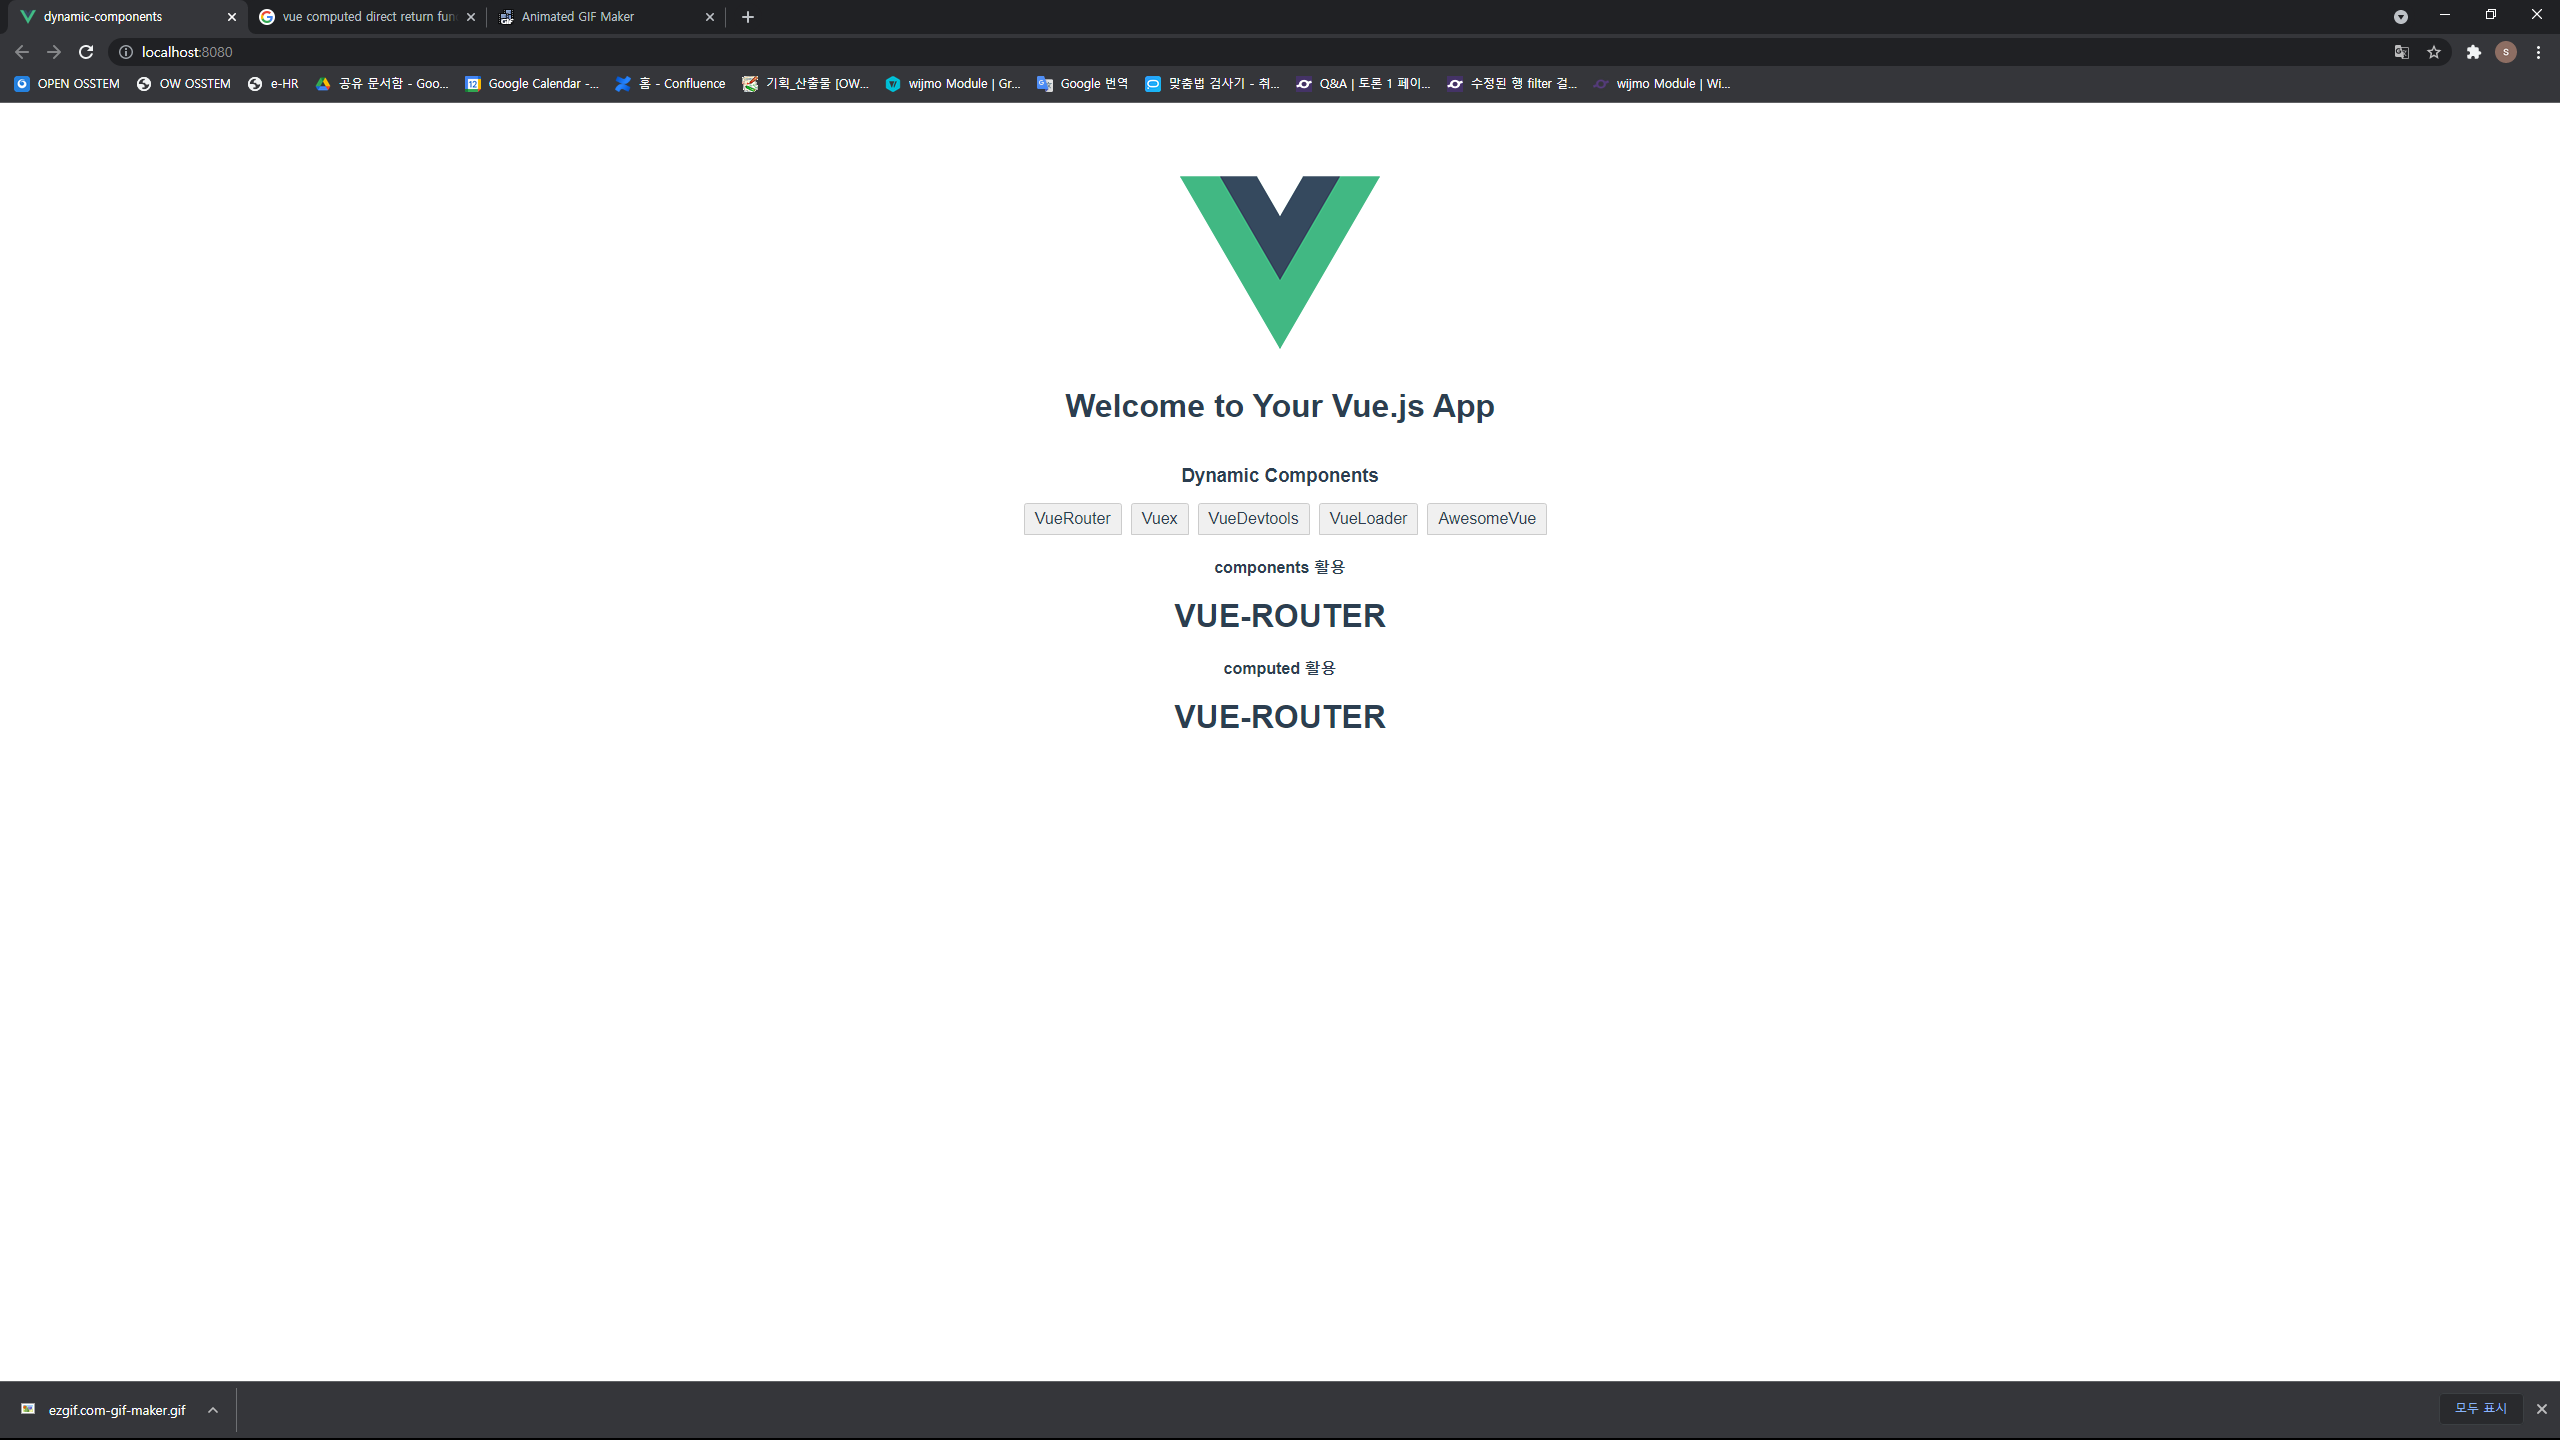 dynamic-components
vue computed direct return fun
Animated GIF Maker
localhost:8080
S
OPEN OSSTEM
OW OSSTEM
e-HR
공유 문서함 - Goo...
Google Calendar -...
홈 - Confluence
기획_산출물 [OW...
wijmo Module | Gr...
Google 번역
맞춤법 검사기 - 취...
Q&A | 토론 1 페이...
수정된 행 filter 걸...
wijmo Module | Wi...
Welcome to Your Vue.js App
Dynamic Components
VueRouter Vuex VueDevtools VueLoader AwesomeVue
components 활용
VUE-ROUTER
computed 활용
VUE-ROUTER
ezgif.com-gif-maker.gif
모두 표시